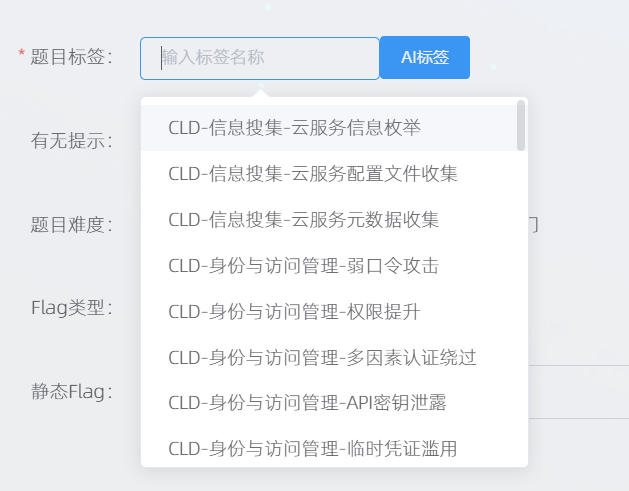 * 题目标签： 输入标签名称 AI标签
CLD-信息搜集-云服务信息枚举
有无提示：
CLD-信息搜集-云服务配置文件收集
题目难度： CLD-信息搜集-云服务元数据收集
CLD-身份与访问管理-弱口令攻击
Flag类型： CLD-身份与访问管理-权限提升
CLD-身份与访问管理-多因素认证绕过
静态Flag： CLD-身份与访问管理-API密钥泄露
CLD-身份与访问管理-临时凭证滥用